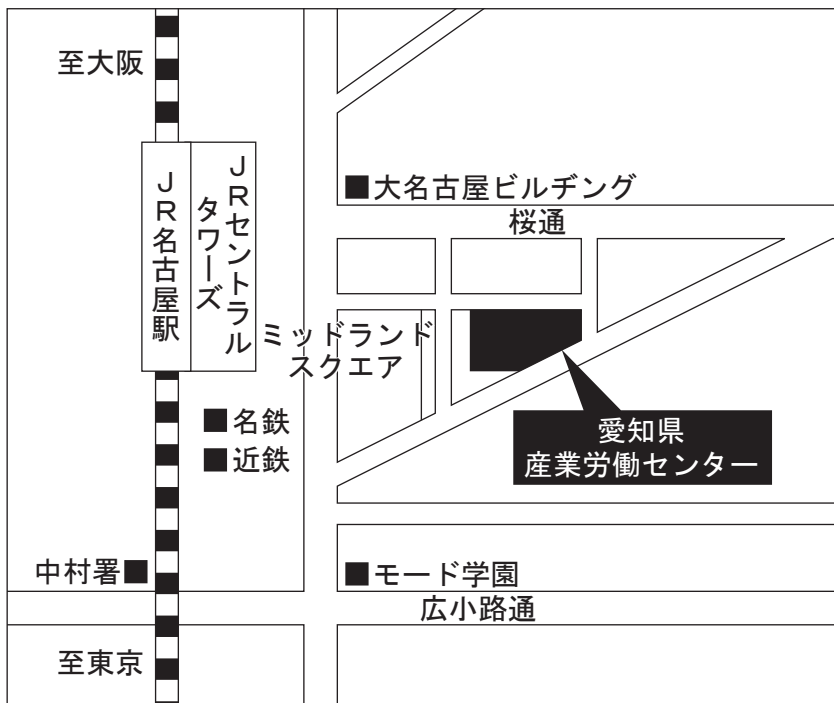 至大阪
JR名古屋駅
JRセントラル
タワーズ
■大名古屋ビルヂング
桜通
ミッドランド
スクエア
■名鉄
■近鉄
愛知県
産業労働センター
中村署■
■モード学園
広小路通
至東京